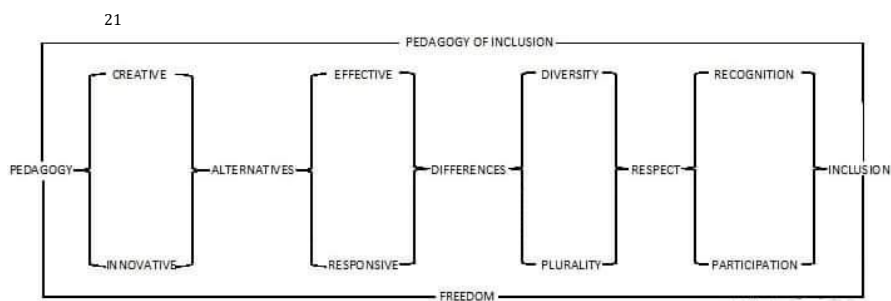 21
PEDAGOGY OF INCLUSION
CREATIVE EFFECTIVE DIVERSITY RECOGNITION
PEDAGOGY ALTERNATIVES DIFFERENCES RESPECT INCLUSION
INNOVATIVE RESPONSIVE PLURALITY PARTICIPATION
FREEDOM